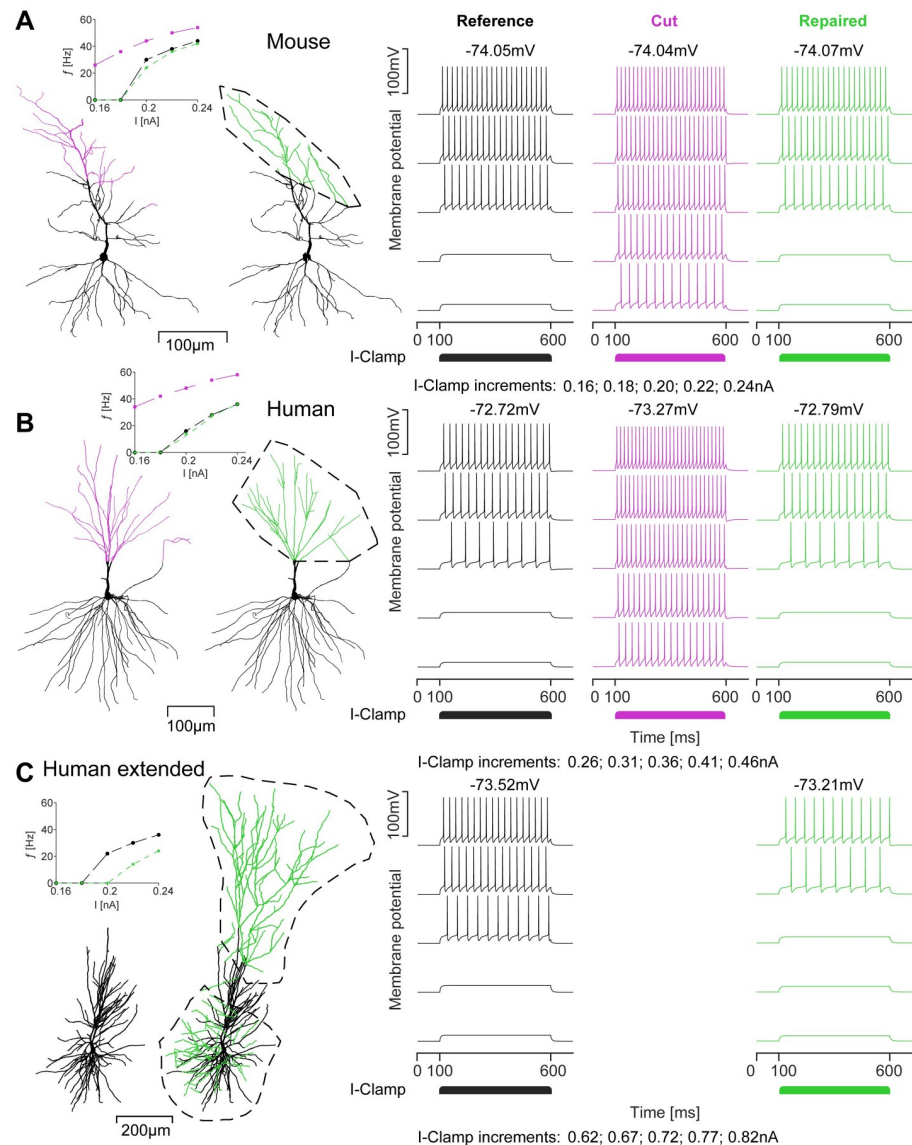 A
Mouse
Reference
Cut
Repaired
f [Hz]
60
40
20
0
0.16
0.2
0.24
I [nA]
100mV
Membrane potential
-74.05mV
-74.04mV
-74.07mV
100µm
0 100 600
0 100 600
0 100 600
I-Clamp
I-Clamp increments: 0.16; 0.18; 0.20; 0.22; 0.24nA
B
Human
f [Hz]
60
40
20
0
0.16
0.2
0.24
I [nA]
100mV
Membrane potential
-72.72mV
-73.27mV
-72.79mV
100µm
0 100 600
0 100 600
0 100 600
I-Clamp
Time [ms]
I-Clamp increments: 0.26; 0.31; 0.36; 0.41; 0.46nA
C
Human extended
f [Hz]
60
40
20
0
0.16
0.2
0.24
I [nA]
100mV
Membrane potential
-73.52mV
-73.21mV
200µm
0 100 600
0 100 600
I-Clamp
Time [ms]
I-Clamp increments: 0.62; 0.67; 0.72; 0.77; 0.82nA